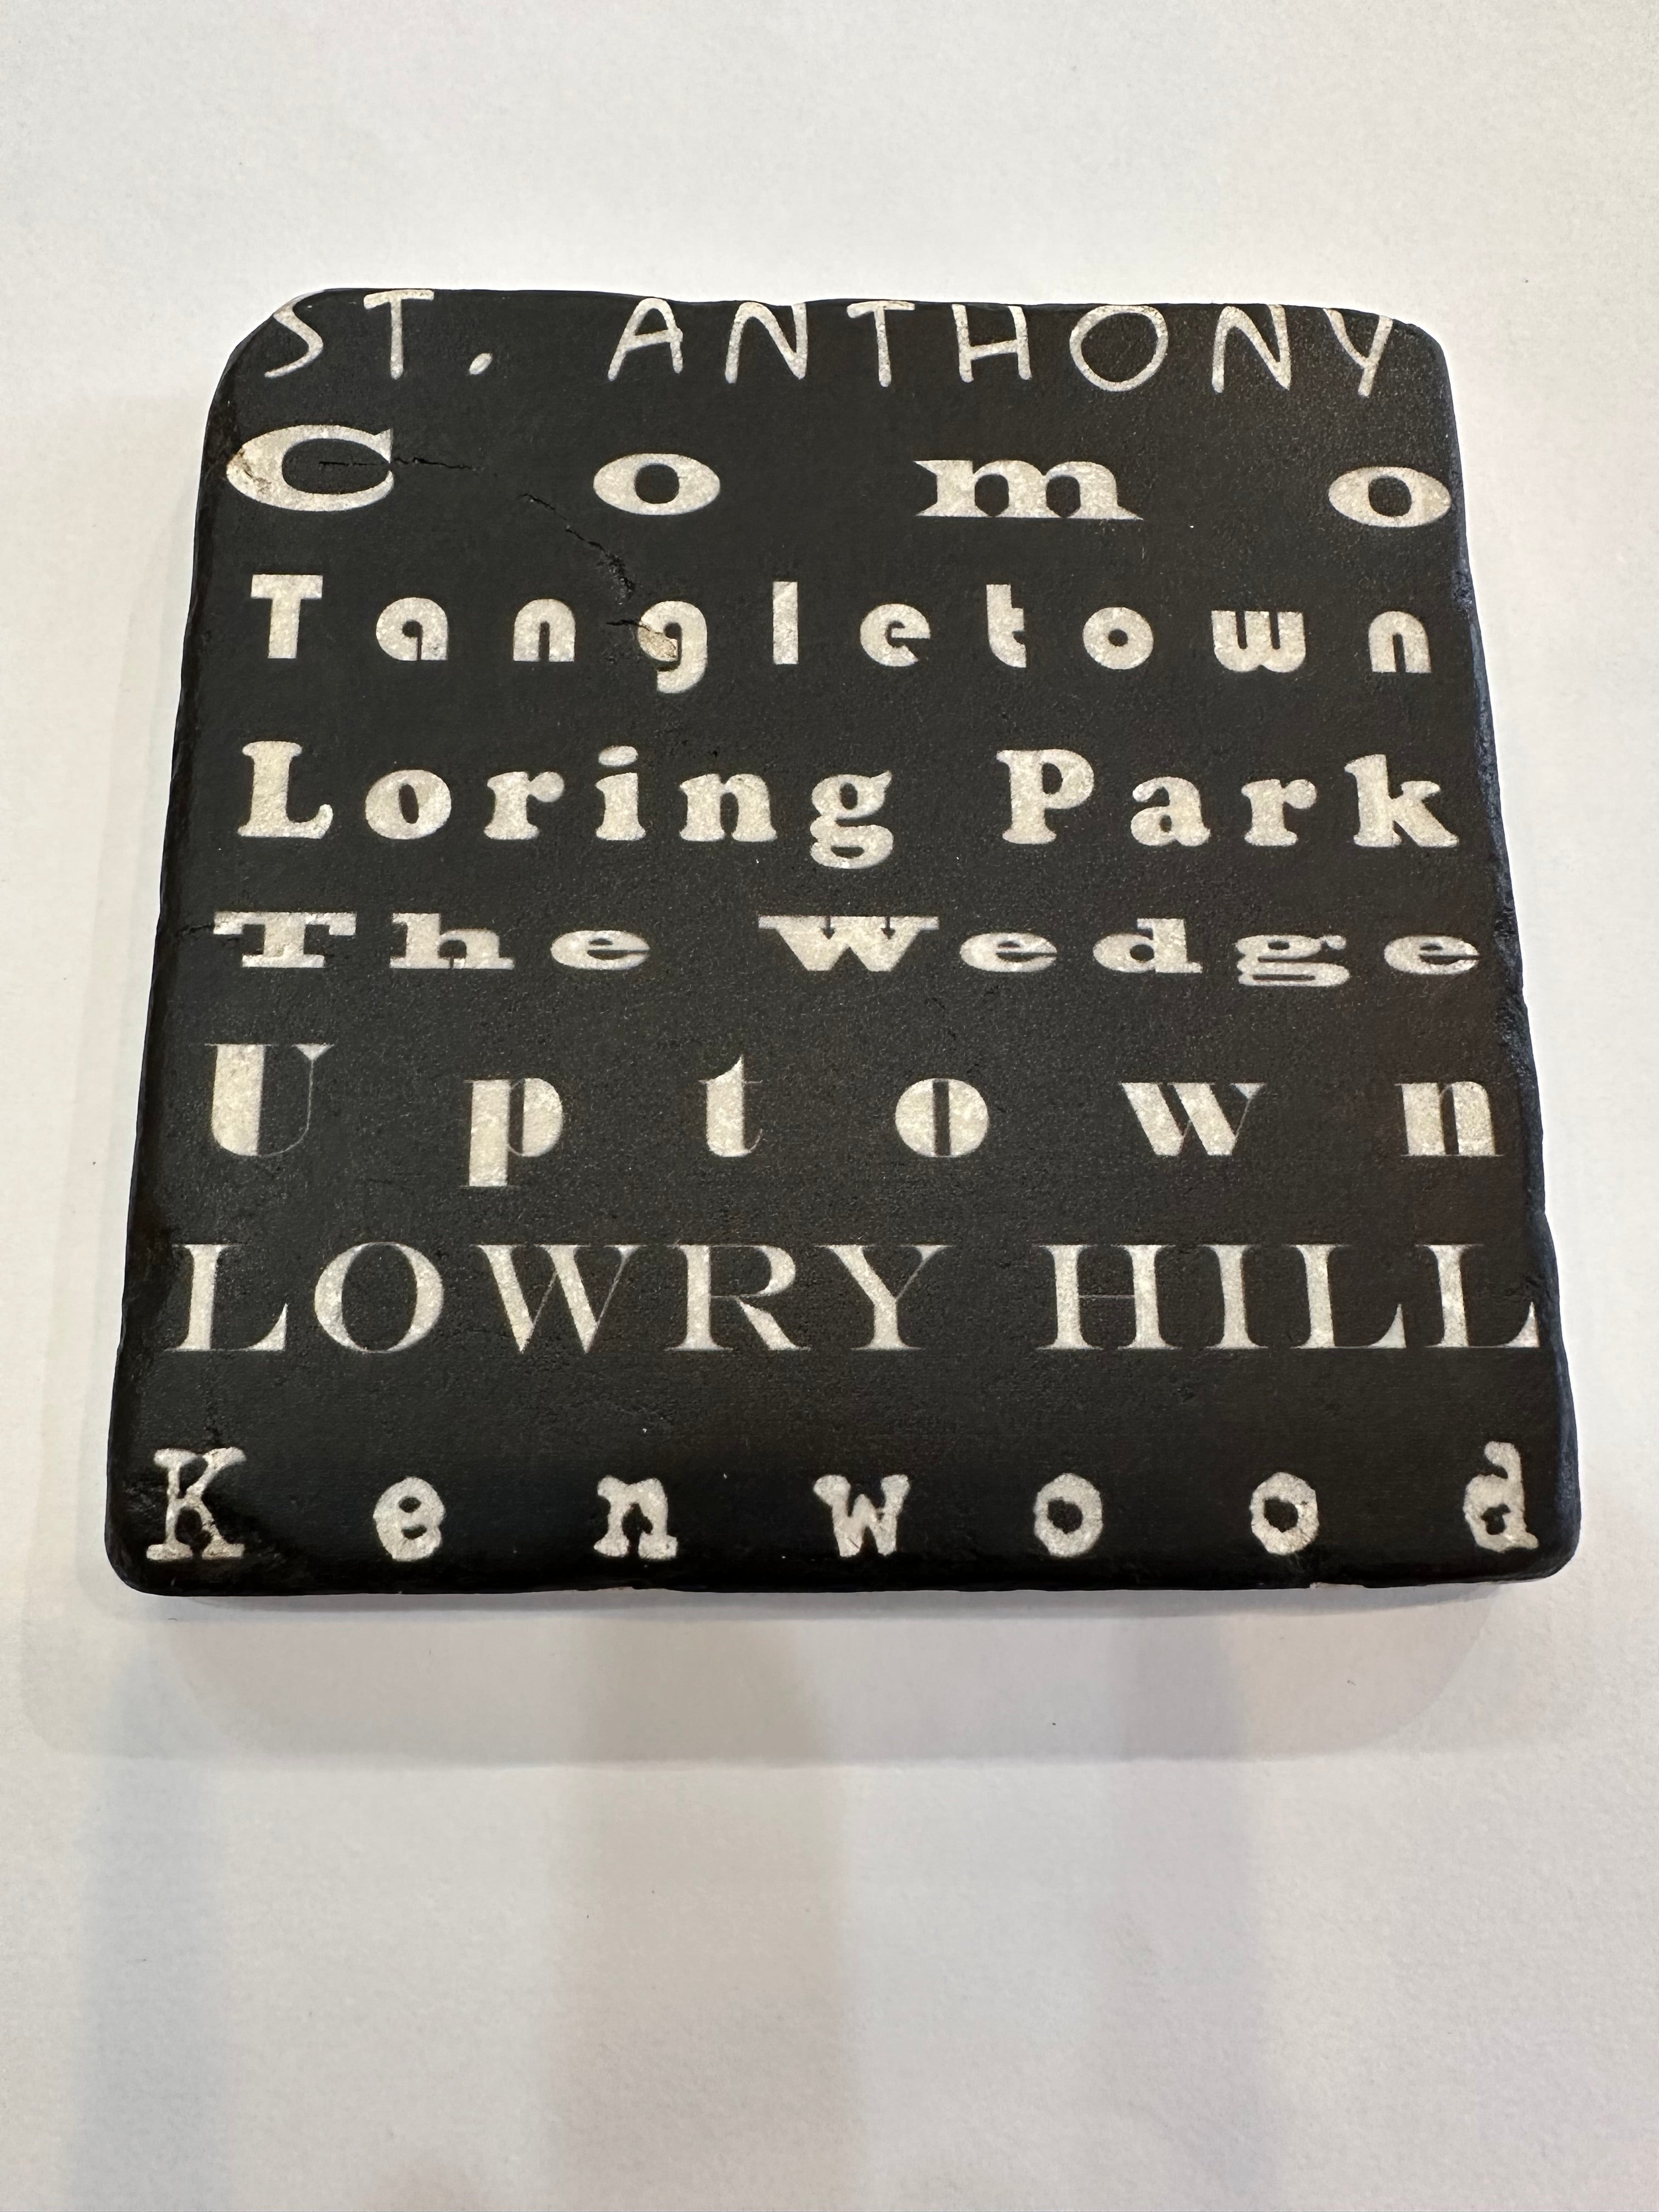 ST. ANTHONY
Como
Tangletown
Loring Park
The Wedge
Uptown
LOWRY HILL
Kenwood